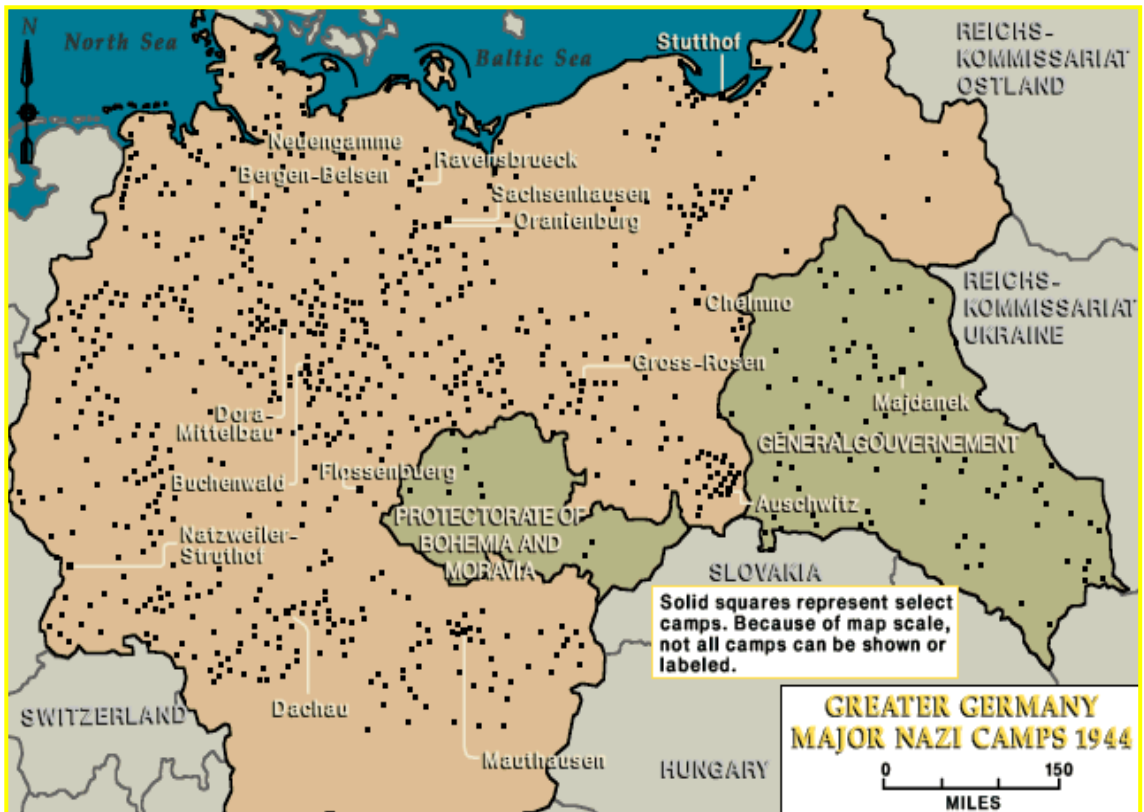 N
North Sea
Baltic Sea
Stutthof
REICHS-
KOMMISSARIAT
OSTLAND
Neuengamme
Ravensbrueck
Bergen-Belsen
Sachsenhausen
Oranienburg
REICHS-
KOMMISSARIAT
UKRAINE
Chelmno
Gross-Rosen
Majdanek
Dora-
Mittelbau
GENERALGOUVERNEMENT
Flossenbuerg
Buchenwald
Auschwitz
PROTECTORATE OF
BOHEMIA AND
MORAVIA
Natzweiler-
Struthof
SLOVAKIA
Solid squares represent select
camps. Because of map scale,
not all camps can be shown or
labeled.
Dachau
SWITZERLAND
Mauthausen
HUNGARY
GREATER GERMANY
MAJOR NAZI CAMPS 1944
0 150
MILES